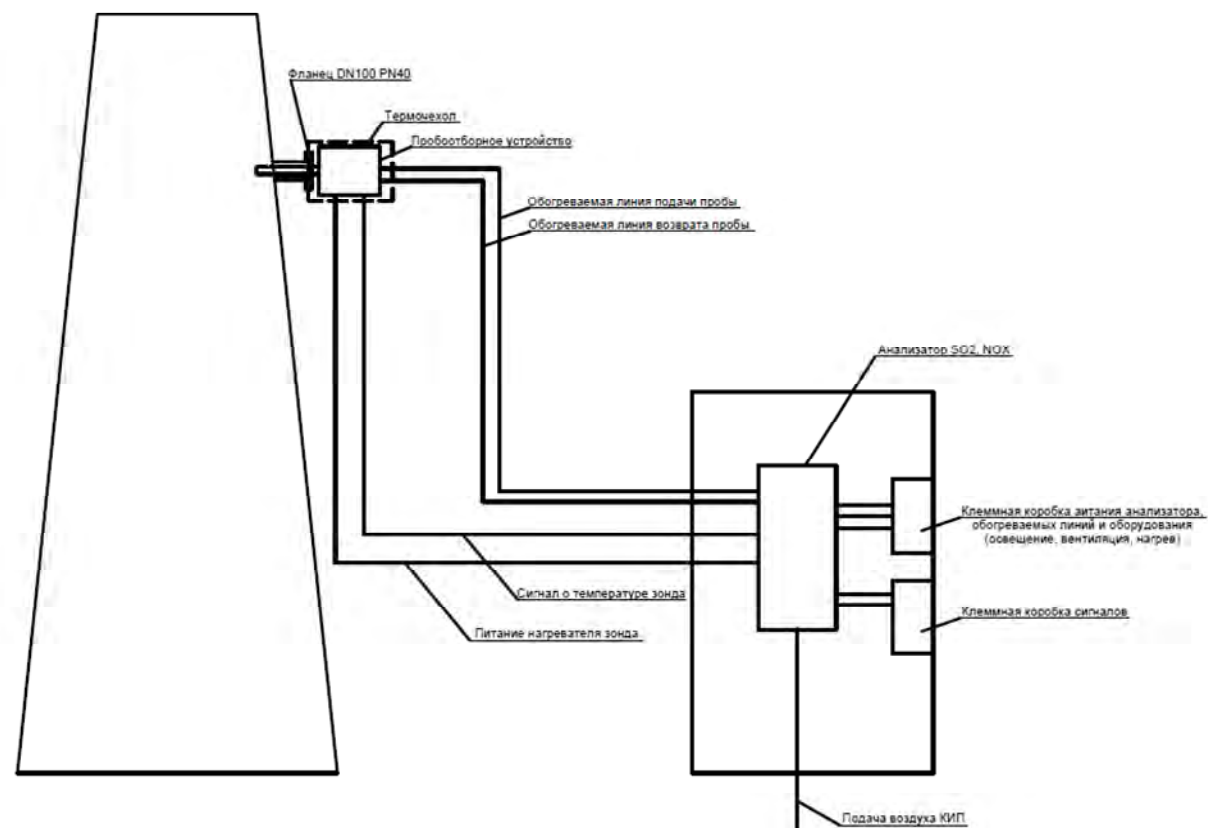 Фланец DN100 PN40
Термочехол
Пробоотборное устройство
Обогреваемая линия подачи пробы
Обогреваемая линия возврата пробы
Анализатор SO2, NOX
Клеммная коробка аитания анализатора,
обогреваемых линий и оборудования
(освещение, вентиляция, нагрев)
Сигнал о температуре зонда
Клеммная коробка сигналов
Питание нагревателя зонда
Подача воздуха КИП